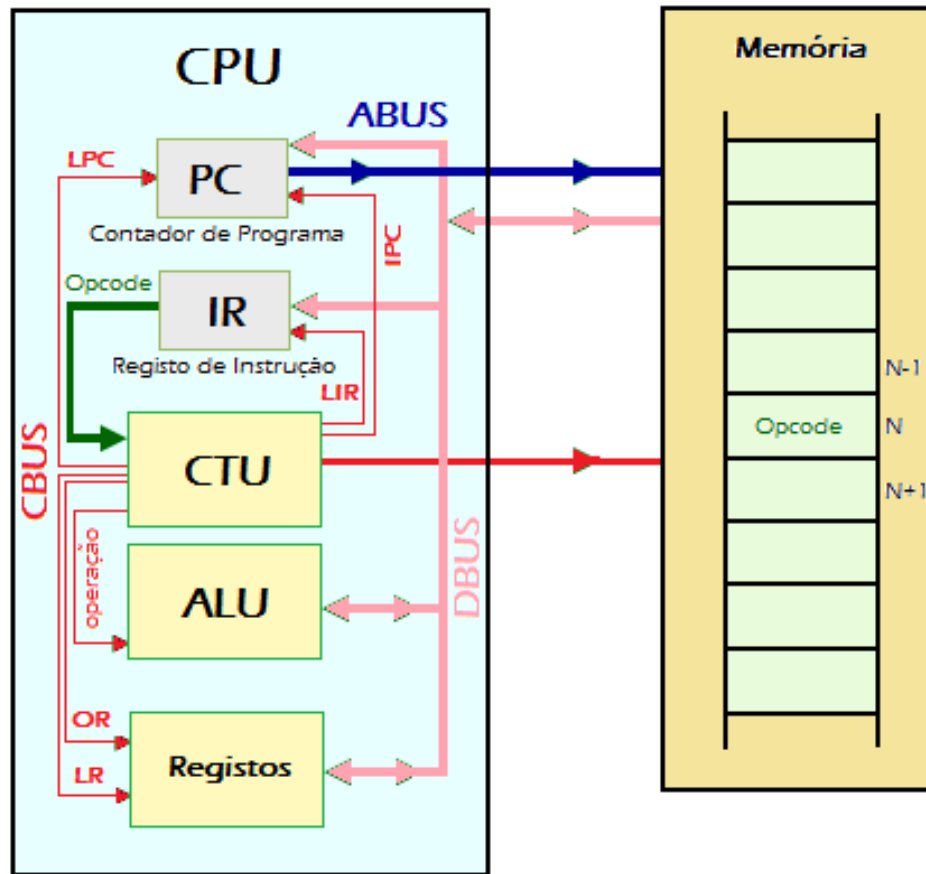 CPU
Memória
ABUS
LPC
PC
Contador de Programa
IPC
Opcode
IR
Registo de Instrução
LIR
N-1
Opcode
N
CBUS
CTU
N+1
operação
DBUS
ALU
OR
LR
Registos